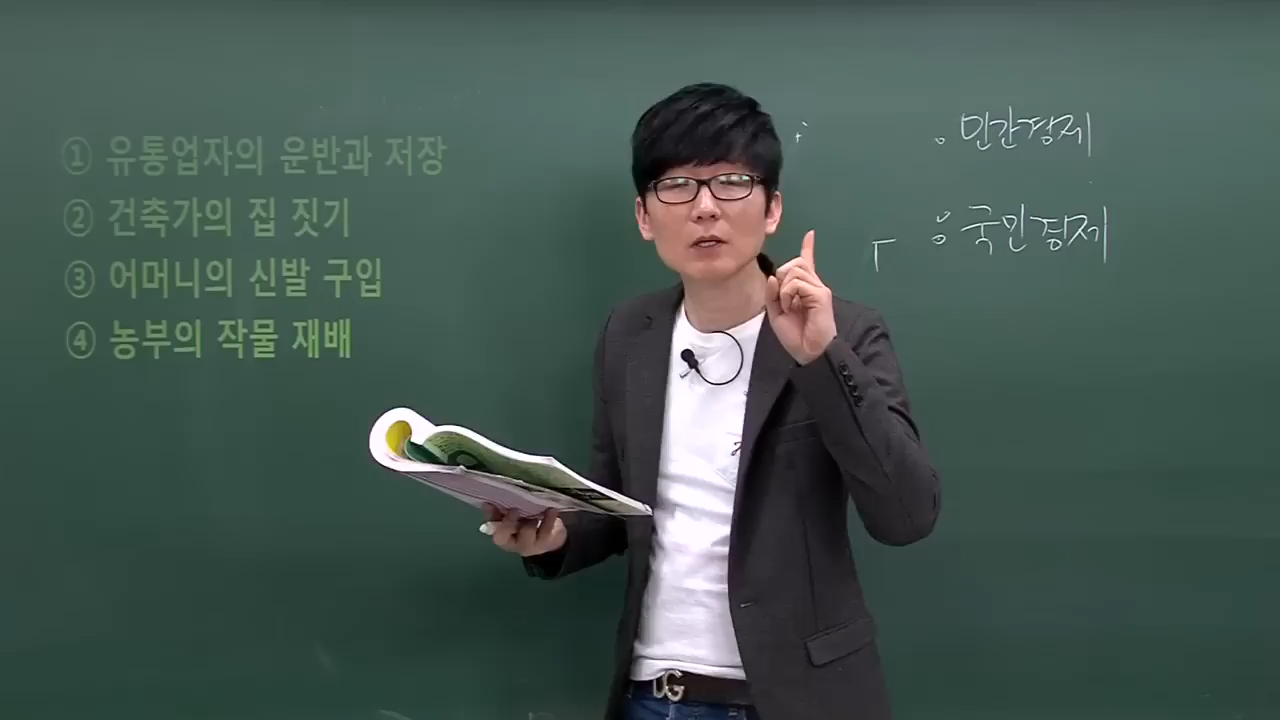 ① 유통업자의 운반과 저장
② 건축가의 집 짓기
③ 어머니의 신발 구입
④ 농부의 작물 재배
민간경제
국민경제